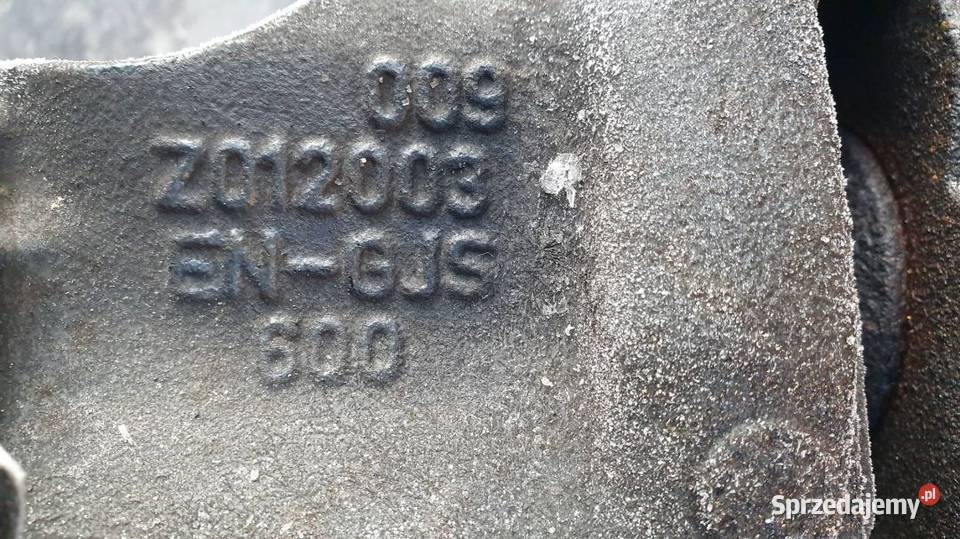 009
Z012003
EN-GJS
600
Sprzedajemy.pl